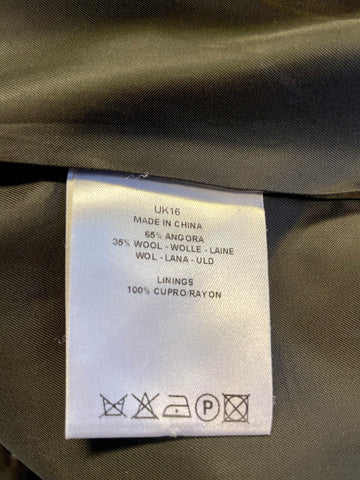 UK16
MADE IN CHINA
65% ANGORA
35% WOOL - WOLLE - LAINE
WOL - LANA - ULD
LININGS
100% CUPRO/RAYON
P